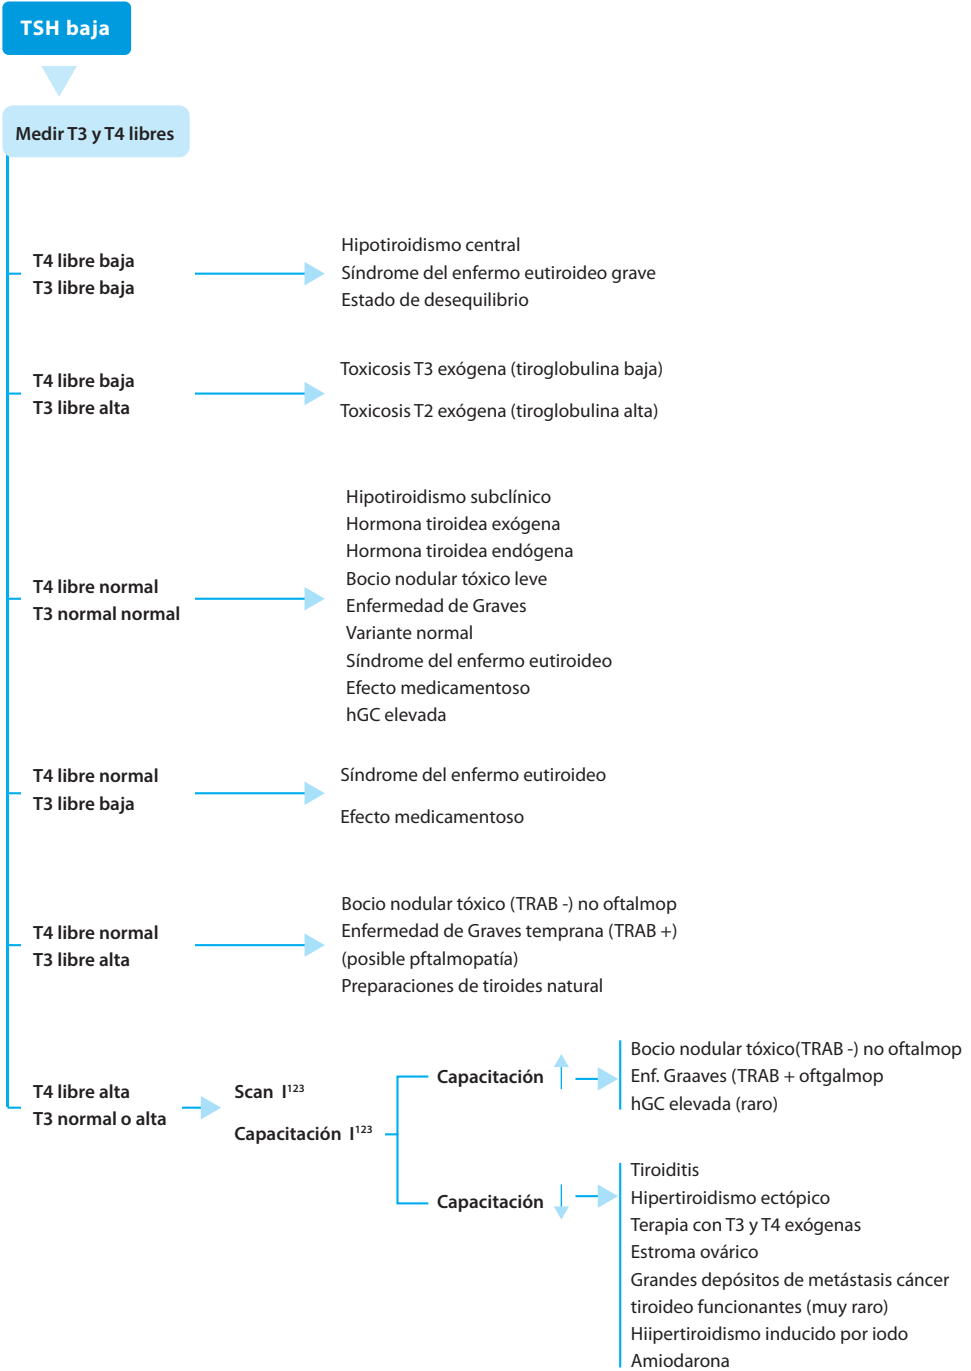 TSH baja
Medir T3 y T4 libres
T4 libre baja
T3 libre baja
Hipotiroidismo central
Síndrome del enfermo eutiroideo grave
Estado de desequilibrio
T4 libre baja
T3 libre alta
Toxicosis T3 exógena (tiroglobulina baja)
Toxicosis T2 exógena (tiroglobulina alta)
T4 libre normal
T3 normal normal
Hipotiroidismo subclínico
Hormona tiroidea exógena
Hormona tiroidea endógena
Bocio nodular tóxico leve
Enfermedad de Graves
Variante normal
Síndrome del enfermo eutiroideo
Efecto medicamentoso
hGC elevada
T4 libre normal
T3 libre baja
Síndrome del enfermo eutiroideo
Efecto medicamentoso
T4 libre normal
T3 libre alta
Bocio nodular tóxico (TRAB -) no oftalmop
Enfermedad de Graves temprana (TRAB +)
(posible pftalmopatía)
Preparaciones de tiroides natural
T4 libre alta
T3 normal o alta
Scan I¹²³
Capacitación I¹²³
Capacitación
Bocio nodular tóxico(TRAB -) no oftalmop
Enf. Graaves (TRAB + oftgalmop
hGC elevada (raro)
Capacitación
Tiroiditis
Hipertiroidismo ectópico
Terapia con T3 y T4 exógenas
Estroma ovárico
Grandes depósitos de metástasis cáncer
tiroideo funcionantes (muy raro)
Hiipertiroidismo inducido por iodo
Amiodarona